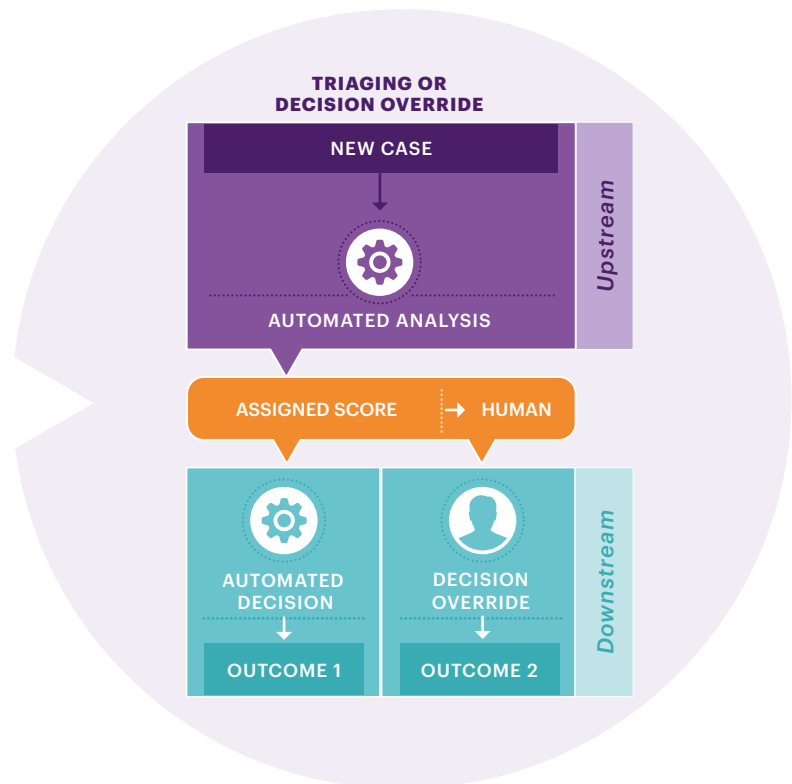 TRIAGING OR
DECISION OVERRIDE
NEW CASE
Upstream
AUTOMATED ANALYSIS
ASSIGNED SCORE
HUMAN
AUTOMATED
DECISION
DECISION
OVERRIDE
Downstream
OUTCOME 1
OUTCOME 2